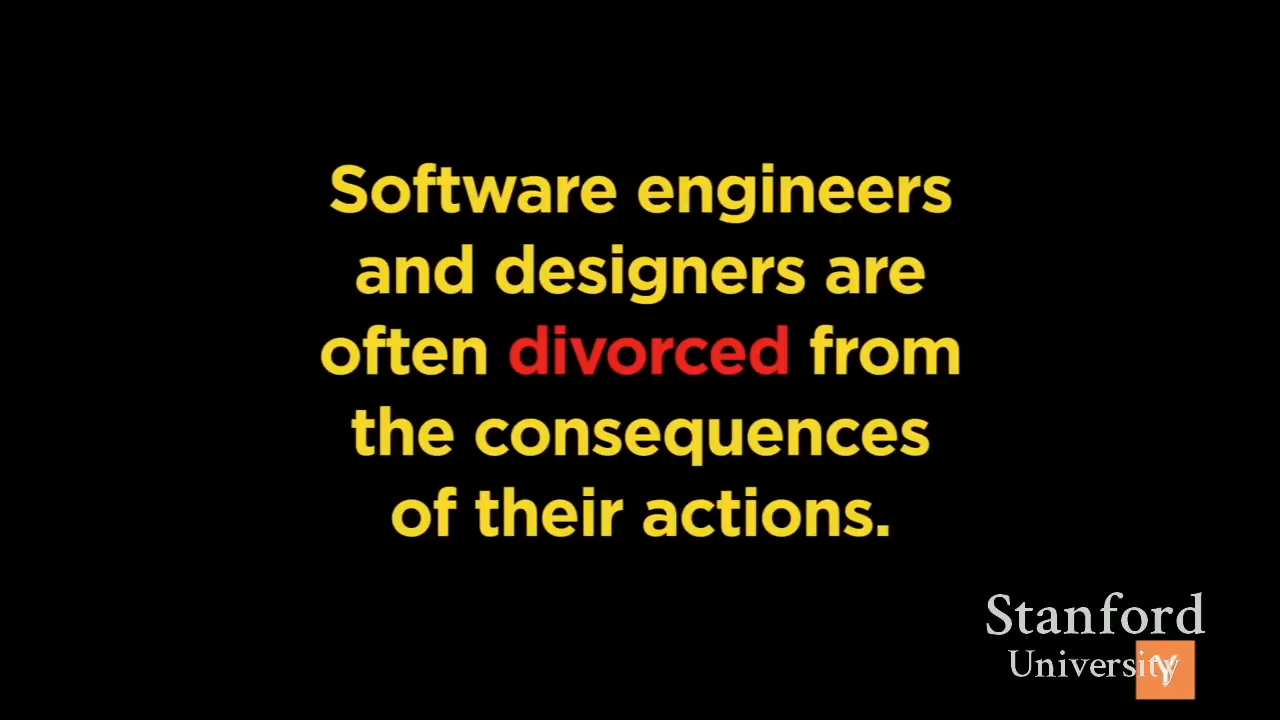 Software engineers
and designers are
often divorced from
the consequences
of their actions.
Stanford
University
Y